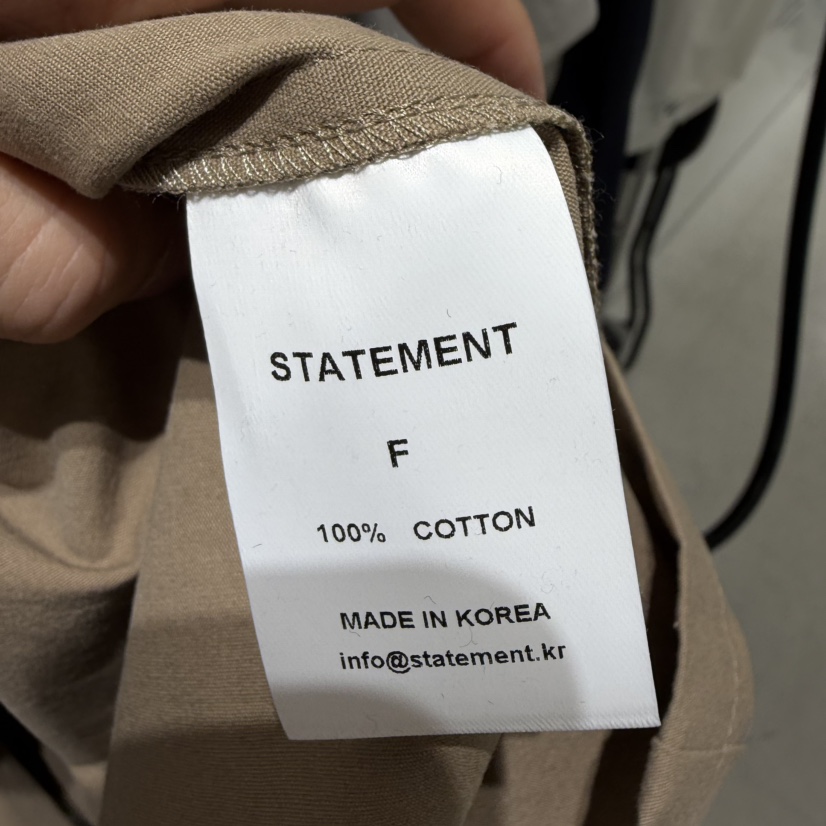 STATEMENT
F
100% COTTON
MADE IN KOREA
info@statement.kr